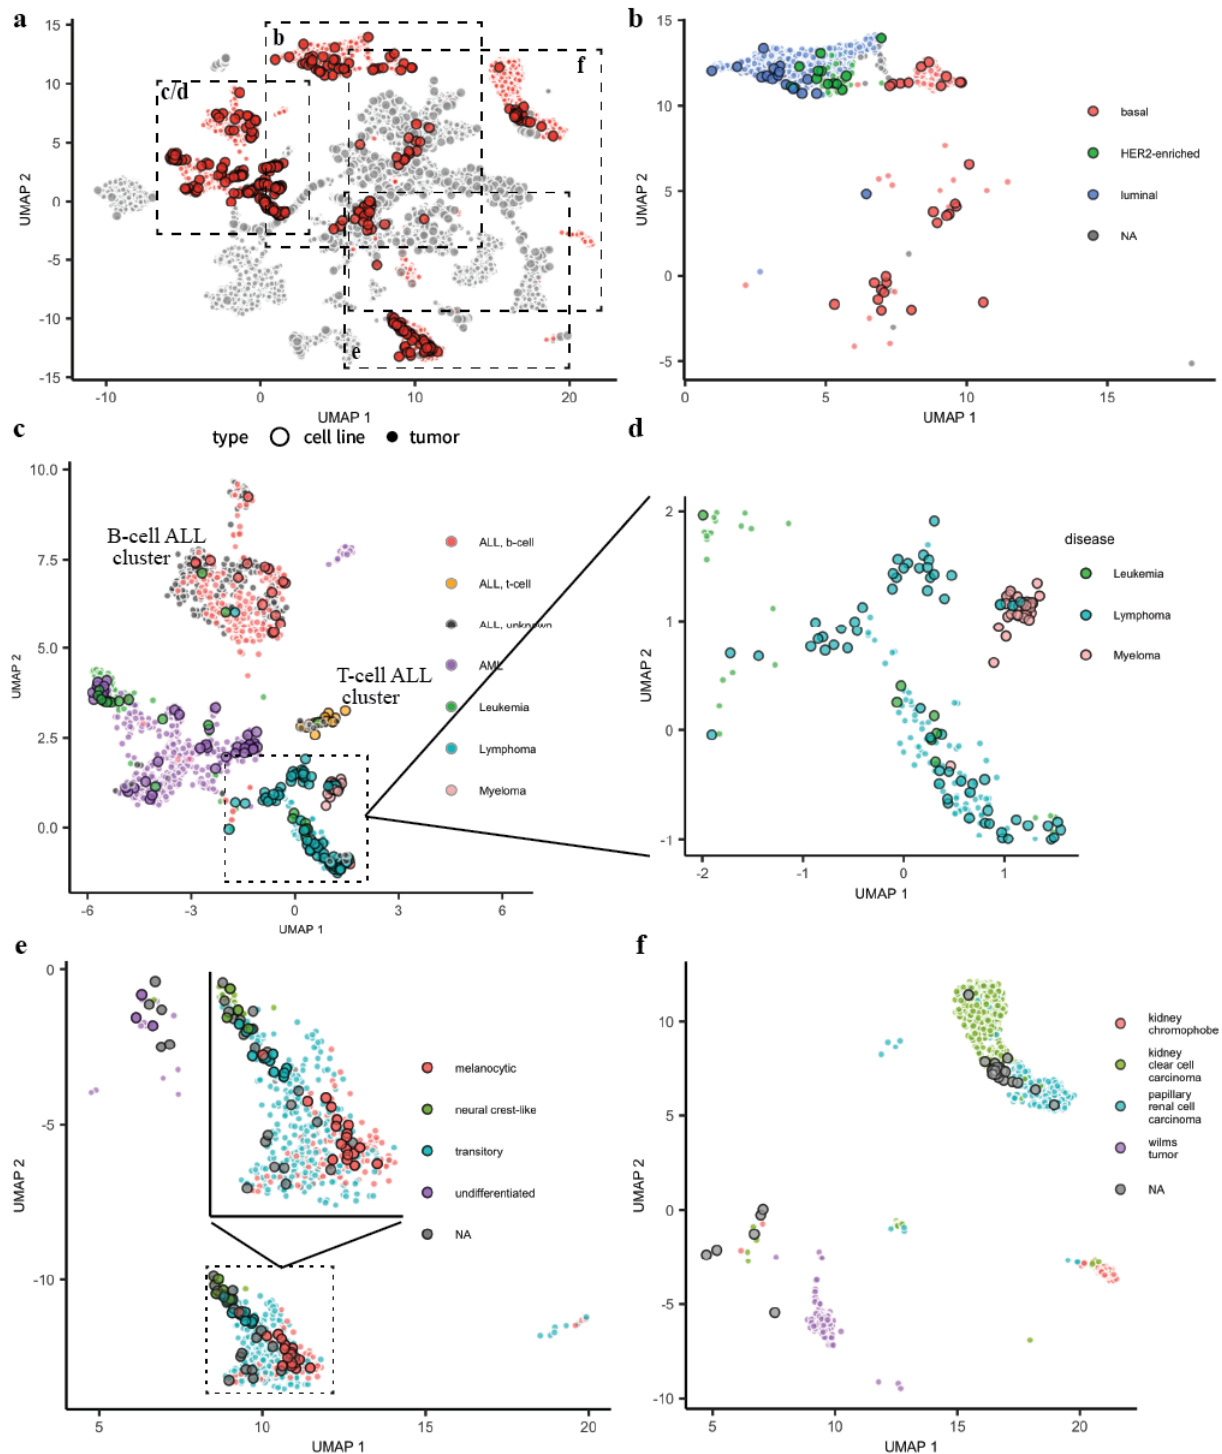 a
15
10
5
0
-5
-10
-15
UMAP 2
b
f
c/d
e
-10
0
10
20
UMAP 1
b
15
10
5
0
-5
UMAP 2
basal
HER2-enriched
luminal
NA
0
5
10
15
UMAP 1
type cell line tumor
c
10.0
7.5
5.0
2.5
0.0
UMAP 2
B-cell ALL
cluster
T-cell ALL
cluster
ALL, b-cell
ALL, t-cell
ALL, unknown
AML
Leukemia
Lymphoma
Myeloma
-6
-3
0
3
6
UMAP 1
d
2
1
0
-1
UMAP 2
disease
Leukemia
Lymphoma
Myeloma
-2
-1
0
1
UMAP 1
e
0
-5
-10
UMAP 2
melanocytic
neural crest-like
transitory
undifferentiated
NA
5
10
15
20
UMAP 1
f
10
5
0
-5
-10
UMAP 2
kidney
chromophobe
kidney
clear cell
carcinoma
papillary
renal cell
carcinoma
wilms
tumor
NA
5
10
15
20
UMAP 1